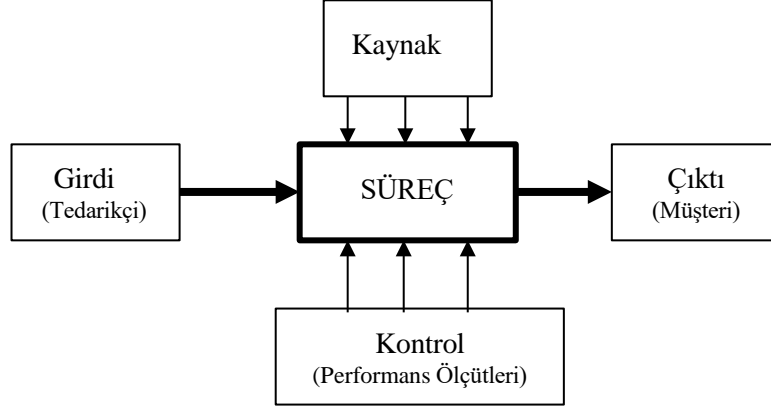 Kaynak
Girdi
(Tedarikçi)
SÜREÇ
Çıktı
(Müşteri)
Kontrol
(Performans Ölçütleri)